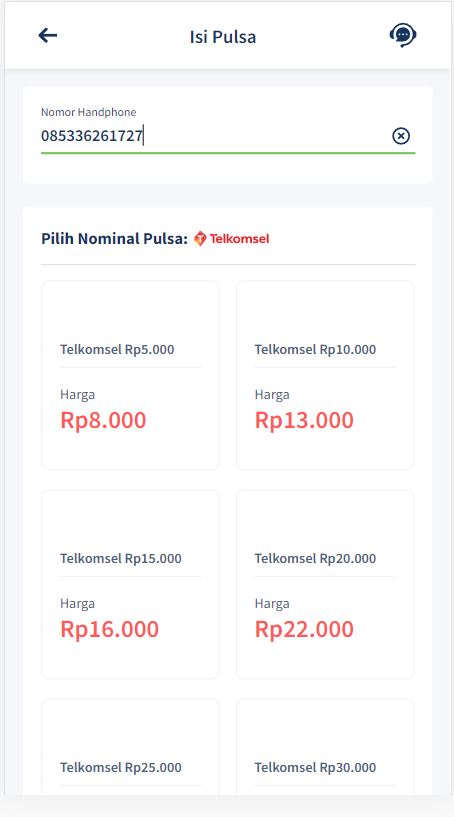 Isi Pulsa
Nomor Handphone
085336261727
Pilih Nominal Pulsa: Telkomsel
Telkomsel Rp5.000
Harga
Rp8.000
Telkomsel Rp10.000
Harga
Rp13.000
Telkomsel Rp15.000
Harga
Rp16.000
Telkomsel Rp20.000
Harga
Rp22.000
Telkomsel Rp25.000
Telkomsel Rp30.000